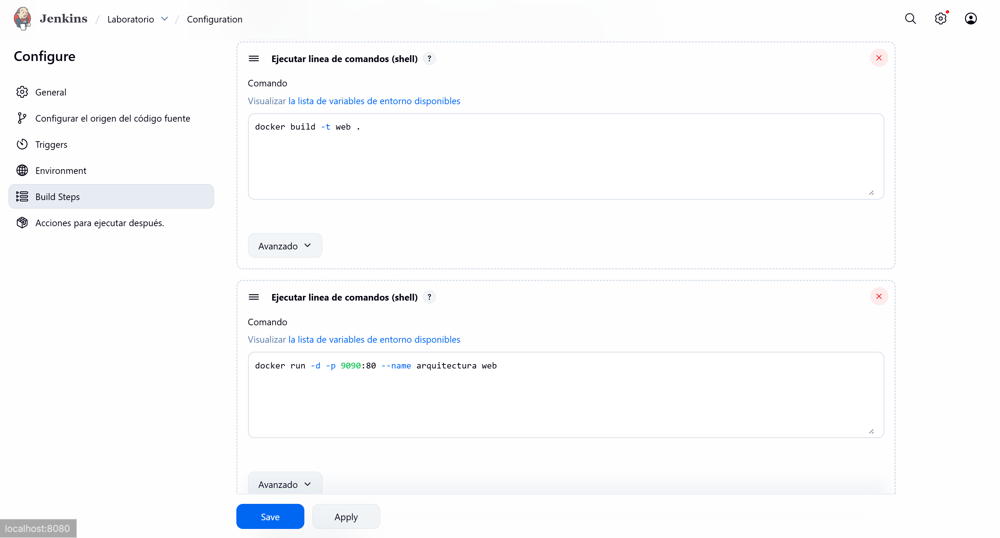 Jenkins / Laboratorio / Configuration
Configure
General
Configurar el origen del código fuente
Triggers
Environment
Build Steps
Acciones para ejecutar después.
Ejecutar linea de comandos (shell) ?
Comando
Visualizar la lista de variables de entorno disponibles
docker build -t web .
Avanzado
Ejecutar linea de comandos (shell) ?
Comando
Visualizar la lista de variables de entorno disponibles
docker run -d -p 9090:80 --name arquitectura web
Avanzado
Save
Apply
localhost:8080